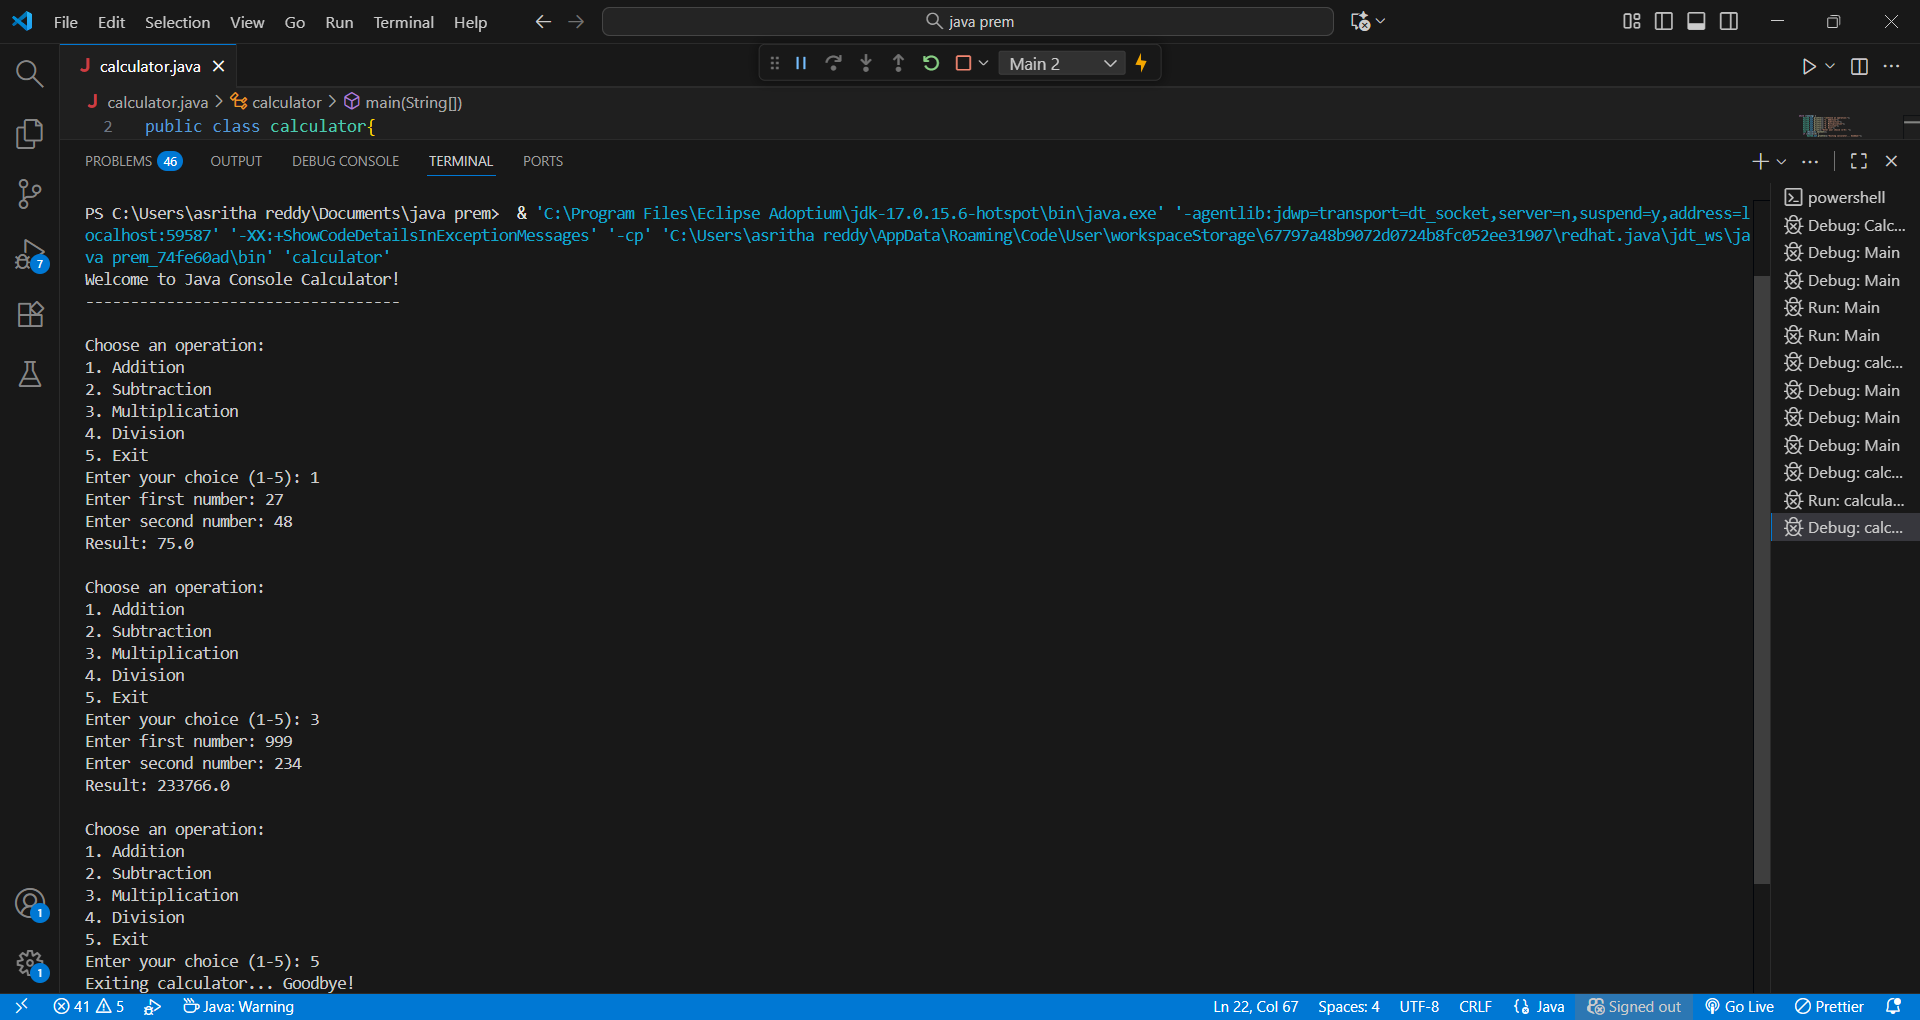 File Edit Selection View Go Run Terminal Help
java prem
calculator.java
Main 2
calculator.java > calculator > main(String[])
2 public class calculator{
PROBLEMS 46 OUTPUT DEBUG CONSOLE TERMINAL PORTS
PS C:\Users\asritha reddy\Documents\java prem>  & 'C:\Program Files\Eclipse Adoptium\jdk-17.0.15.6-hotspot\bin\java.exe' '-agentlib:jdwp=transport=dt_socket,server=n,suspend=y,address=l
ocalhost:59587' '-XX:+ShowCodeDetailsInExceptionMessages' '-cp' 'C:\Users\asritha reddy\AppData\Roaming\Code\User\workspaceStorage\67797a48b9072d0724b8fc052ee31907\redhat.java\jdt_ws\ja
va prem_74fe60ad\bin' 'calculator'
Welcome to Java Console Calculator!
-----------------------------------
Choose an operation:
1. Addition
2. Subtraction
3. Multiplication
4. Division
5. Exit
Enter your choice (1-5): 1
Enter first number: 27
Enter second number: 48
Result: 75.0
Choose an operation:
1. Addition
2. Subtraction
3. Multiplication
4. Division
5. Exit
Enter your choice (1-5): 3
Enter first number: 999
Enter second number: 234
Result: 233766.0
Choose an operation:
1. Addition
2. Subtraction
3. Multiplication
4. Division
5. Exit
Enter your choice (1-5): 5
Exiting calculator... Goodbye!
powershell
Debug: Calc...
Debug: Main
Debug: Main
Run: Main
Run: Main
Debug: calc...
Debug: Main
Debug: Main
Debug: Main
Debug: calc...
Run: calcula...
Debug: calc...
7
1
1
41 5 Java: Warning
Ln 22, Col 67 Spaces: 4 UTF-8 CRLF {} Java Signed out Go Live Prettier